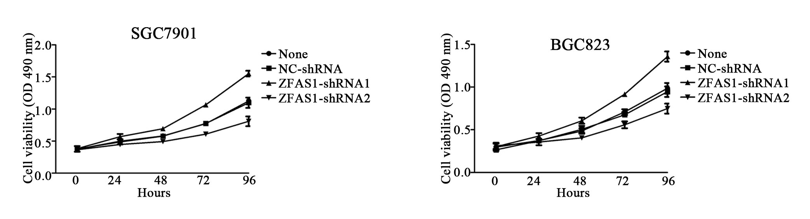 SGC7901
Cell viability (OD 490 nm)
2.0
1.5
1.0
0.5
0.0
0 24 48 72 96
Hours
None
NC-shRNA
ZFAS1-shRNA1
ZFAS1-shRNA2
BGC823
Cell viability (OD 490 nm)
1.5
1.0
0.5
0.0
0 24 48 72 96
Hours
None
NC-shRNA
ZFAS1-shRNA1
ZFAS1-shRNA2